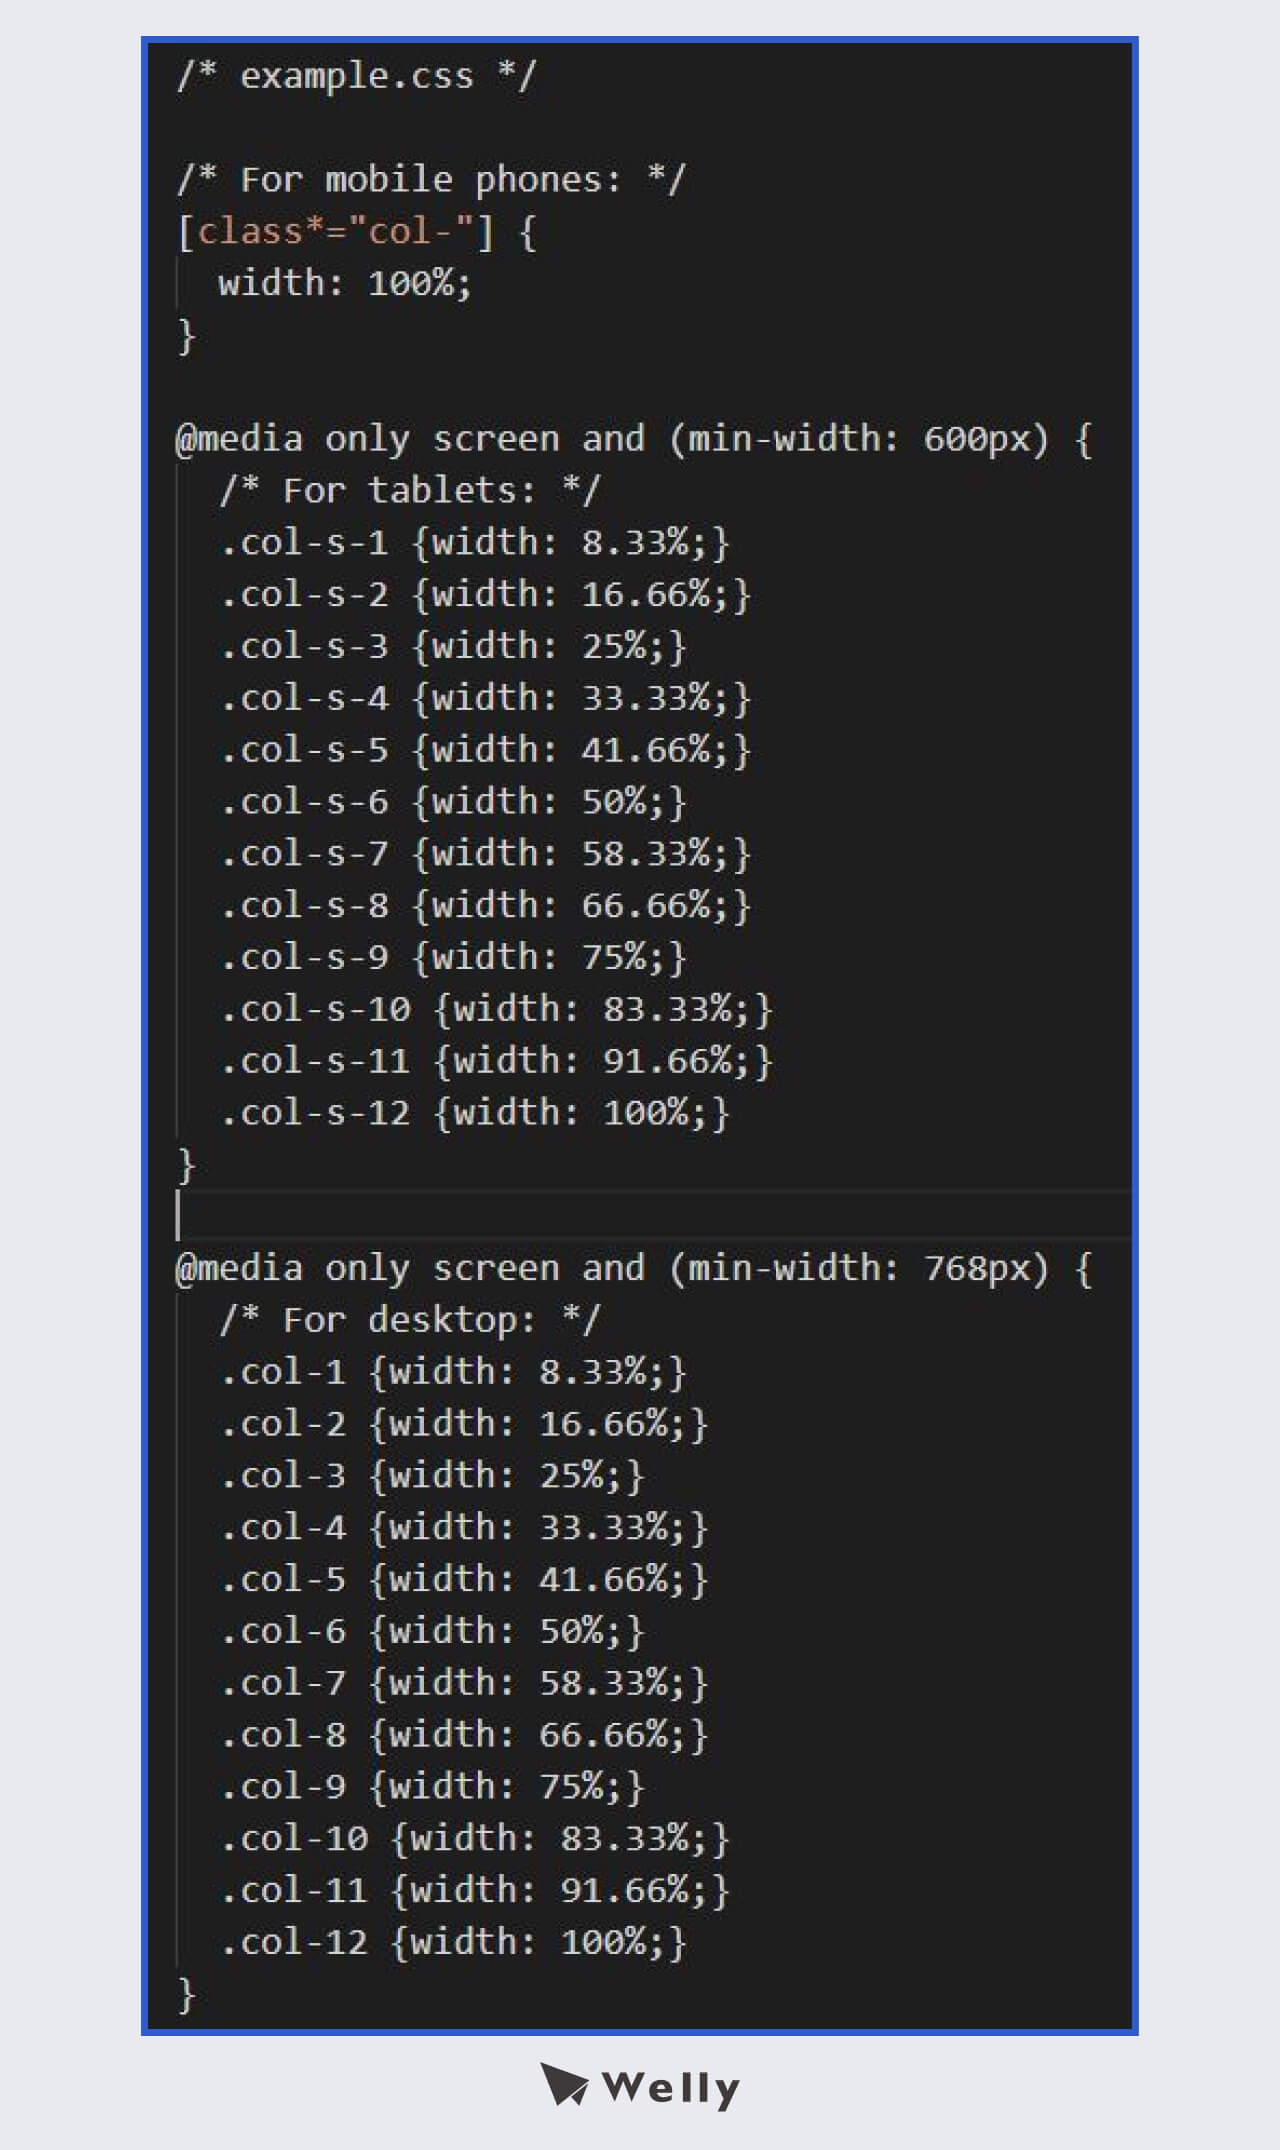 /* example.css */
/* For mobile phones: */
[class*="col-"] {
width: 100%;
}
@media only screen and (min-width: 600px) {
/* For tablets: */
.col-s-1 {width: 8.33%;}
.col-s-2 {width: 16.66%;}
.col-s-3 {width: 25%;}
.col-s-4 {width: 33.33%;}
.col-s-5 {width: 41.66%;}
.col-s-6 {width: 50%;}
.col-s-7 {width: 58.33%;}
.col-s-8 {width: 66.66%;}
.col-s-9 {width: 75%;}
.col-s-10 {width: 83.33%;}
.col-s-11 {width: 91.66%;}
.col-s-12 {width: 100%;}
}
@media only screen and (min-width: 768px) {
/* For desktop: */
.col-1 {width: 8.33%;}
.col-2 {width: 16.66%;}
.col-3 {width: 25%;}
.col-4 {width: 33.33%;}
.col-5 {width: 41.66%;}
.col-6 {width: 50%;}
.col-7 {width: 58.33%;}
.col-8 {width: 66.66%;}
.col-9 {width: 75%;}
.col-10 {width: 83.33%;}
.col-11 {width: 91.66%;}
.col-12 {width: 100%;}
}
Welly